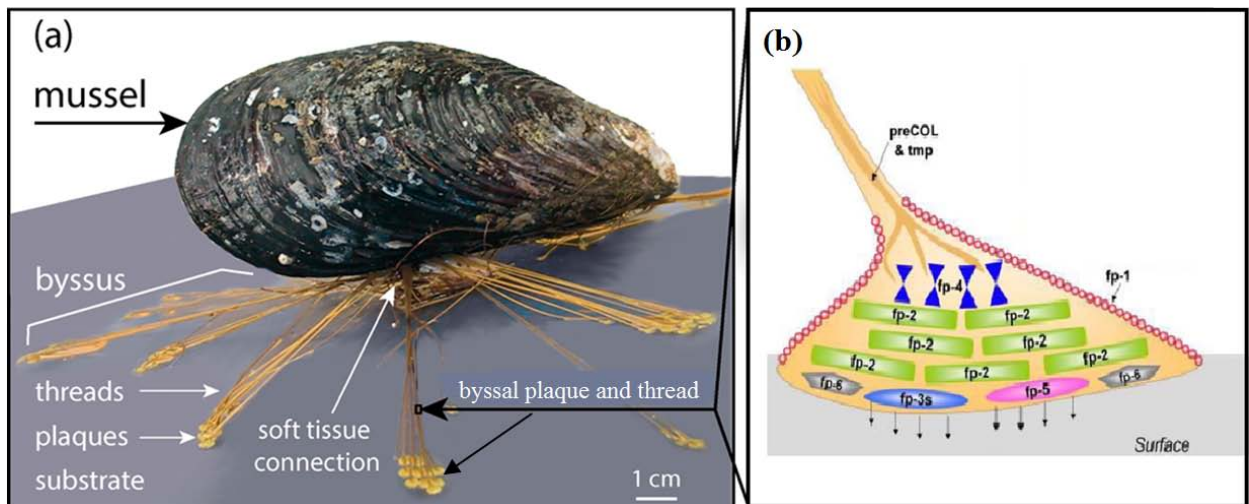 (a)
mussel
byssus
threads
plaques
substrate
soft tissue
connection
byssal plaque and thread
1 cm
(b)
preCOL
& tmp
fp-1
fp-4
fp-2
fp-2
fp-2
fp-2
fp-2
fp-2
fp-2
fp-6
fp-3s
fp-5
fp-6
Surface